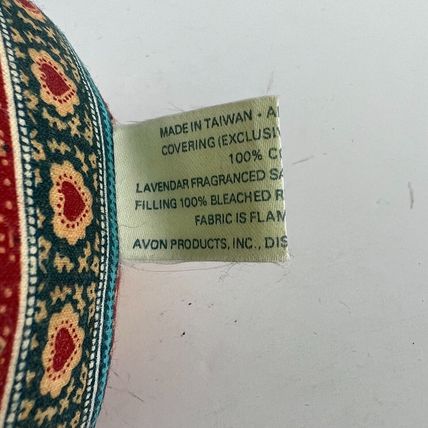 MADE IN TAIWAN - A
COVERING (EXCLUSI
100% C
LAVENDAR FRAGRANCED SA
FILLING 100% BLEACHED R
FABRIC IS FLAM
AVON PRODUCTS, INC., DIS